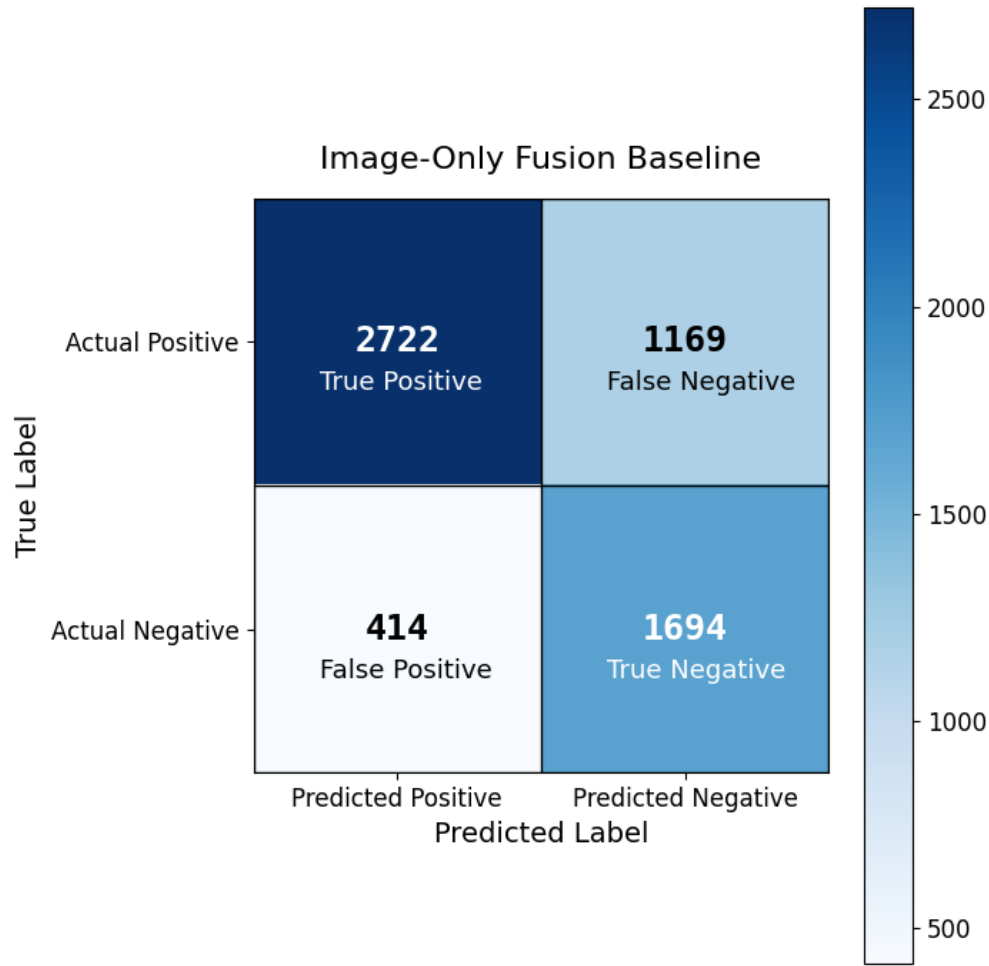 Image-Only Fusion Baseline
True Label
Actual Positive
2722
True Positive
1169
False Negative
Actual Negative
414
False Positive
1694
True Negative
Predicted Positive
Predicted Negative
Predicted Label
2500
2000
1500
1000
500